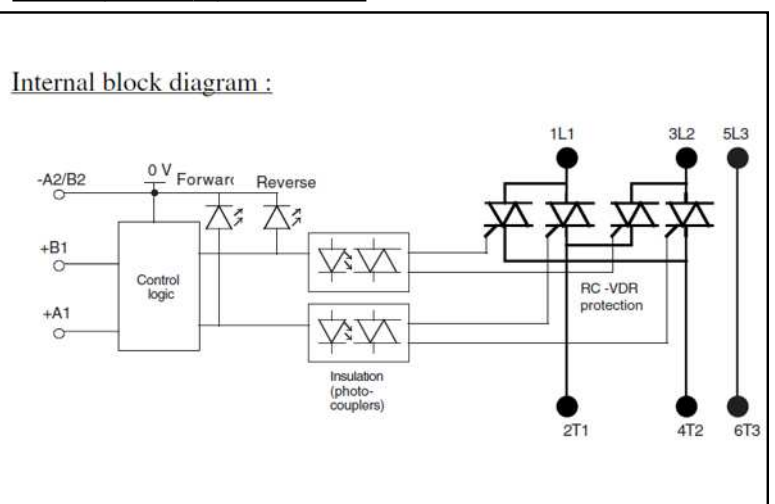 Internal block diagram :
1L1
3L2
5L3
0 V
-A2/B2
Forwar
Reverse
+B1
Control
logic
+A1
RC -VDR
protection
Insulation
(photo-
couplers)
2T1
4T2
6T3